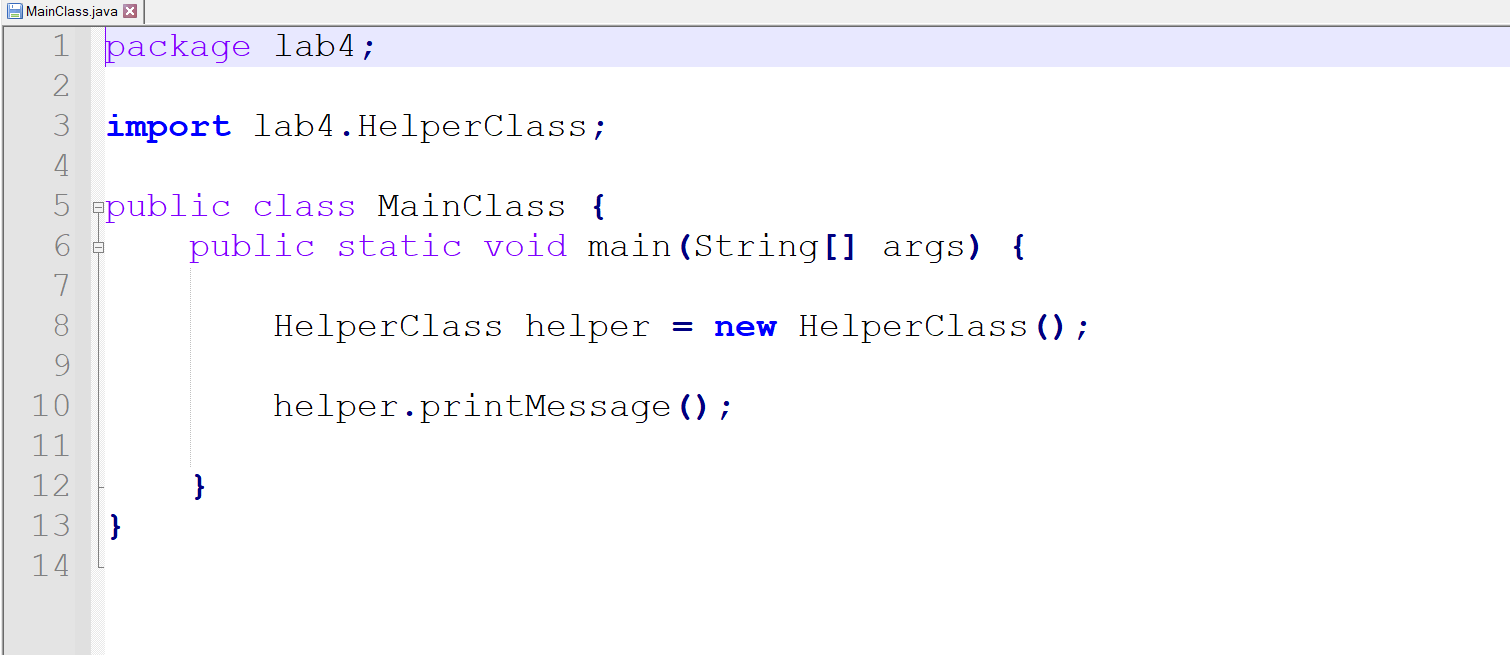 MainClass.java
1 package lab4;
2
3 import lab4.HelperClass;
4
5 public class MainClass {
6 public static void main(String[] args) {
7
8 HelperClass helper = new HelperClass();
9
10 helper.printMessage();
11
12 }
13 }
14